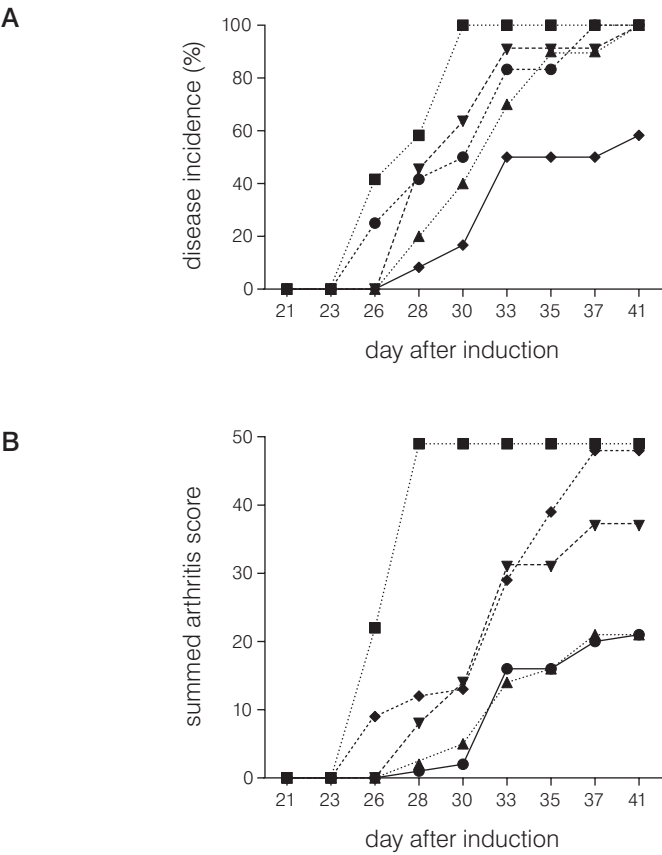 A
disease incidence (%)
100
80
60
40
20
0
21 23 26 28 30 33 35 37 41
day after induction
B
summed arthritis score
50
40
30
20
10
0
21 23 26 28 30 33 35 37 41
day after induction